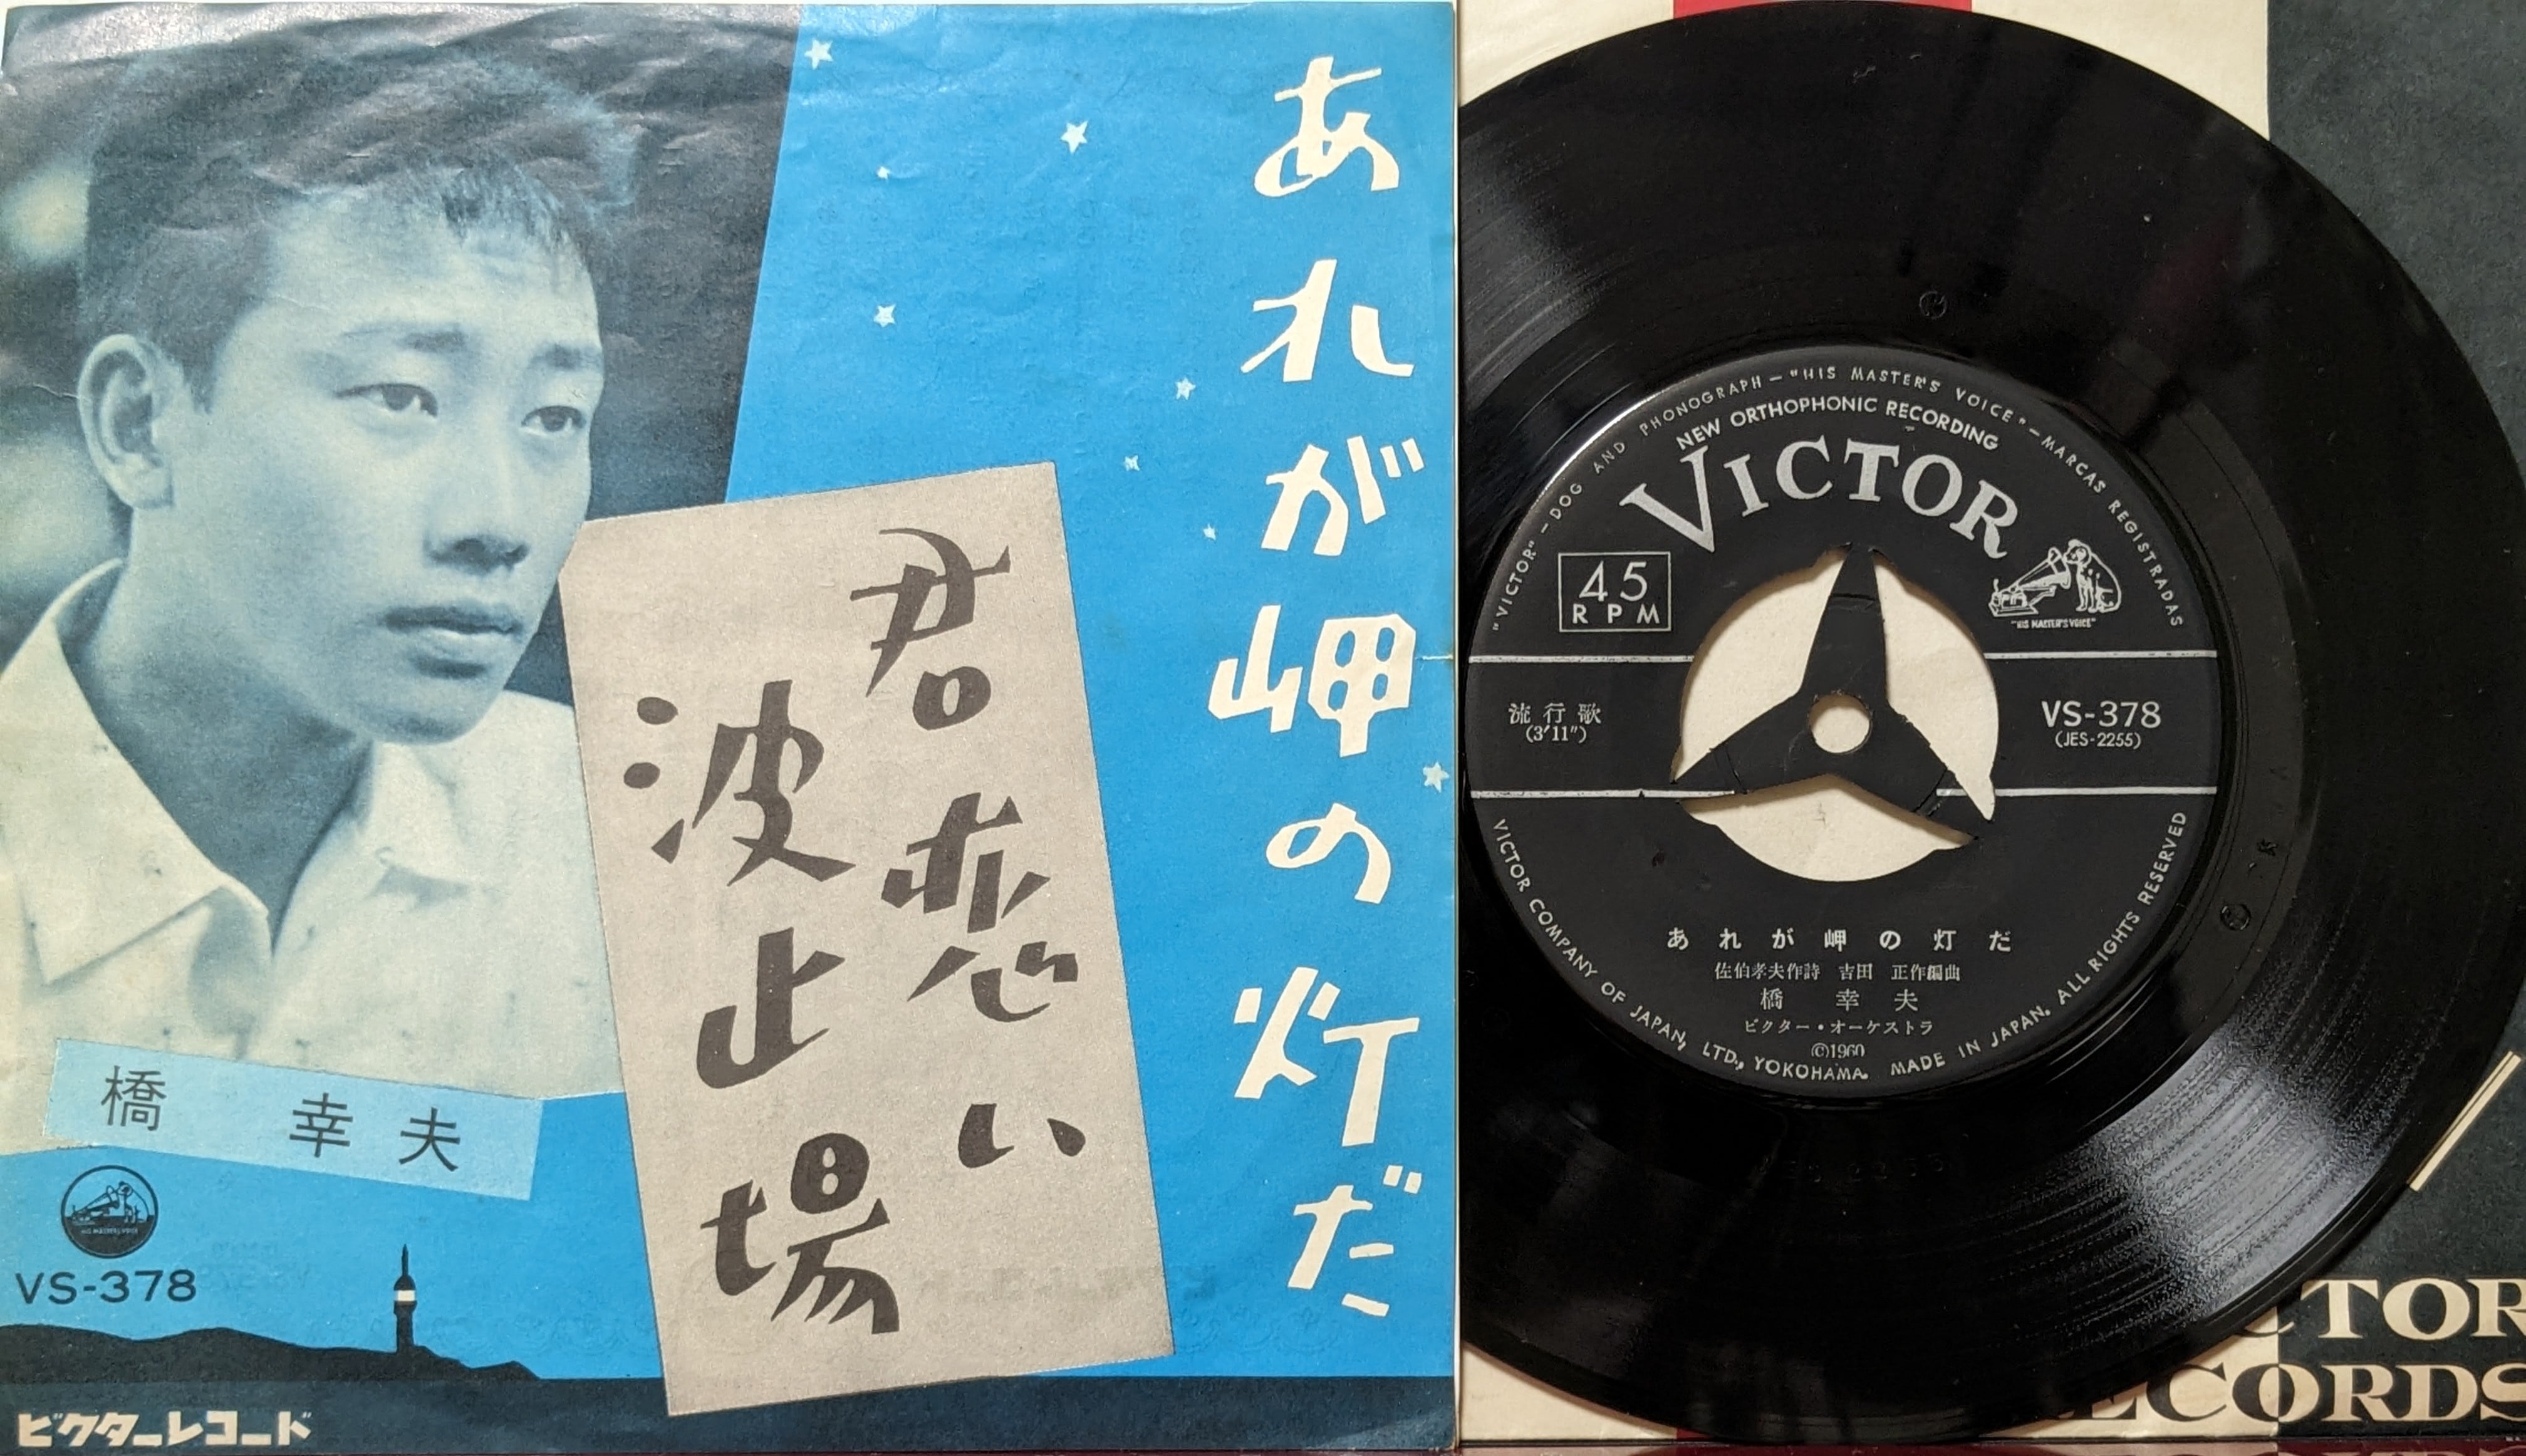 あれが岬の灯だ
君恋い
波止場
橋 幸夫
VS-378
ビクターレコード
"VICTOR" – DOG AND PHONOGRAPH – "HIS MASTER'S VOICE" – MARCAS REGISTRADAS
NEW ORTHOPHONIC RECORDING
VICTOR
45
RPM
"HIS MASTER'S VOICE"
流行歌
(3'11")
VS-378
(JES-2255)
あれが岬の灯だ
佐伯孝夫作詩 吉田 正作編曲
橋 幸夫
ビクター・オーケストラ
©1960
VICTOR COMPANY OF JAPAN, LTD., YOKOHAMA. MADE IN JAPAN. ALL RIGHTS RESERVED
CTOR
ECORDS